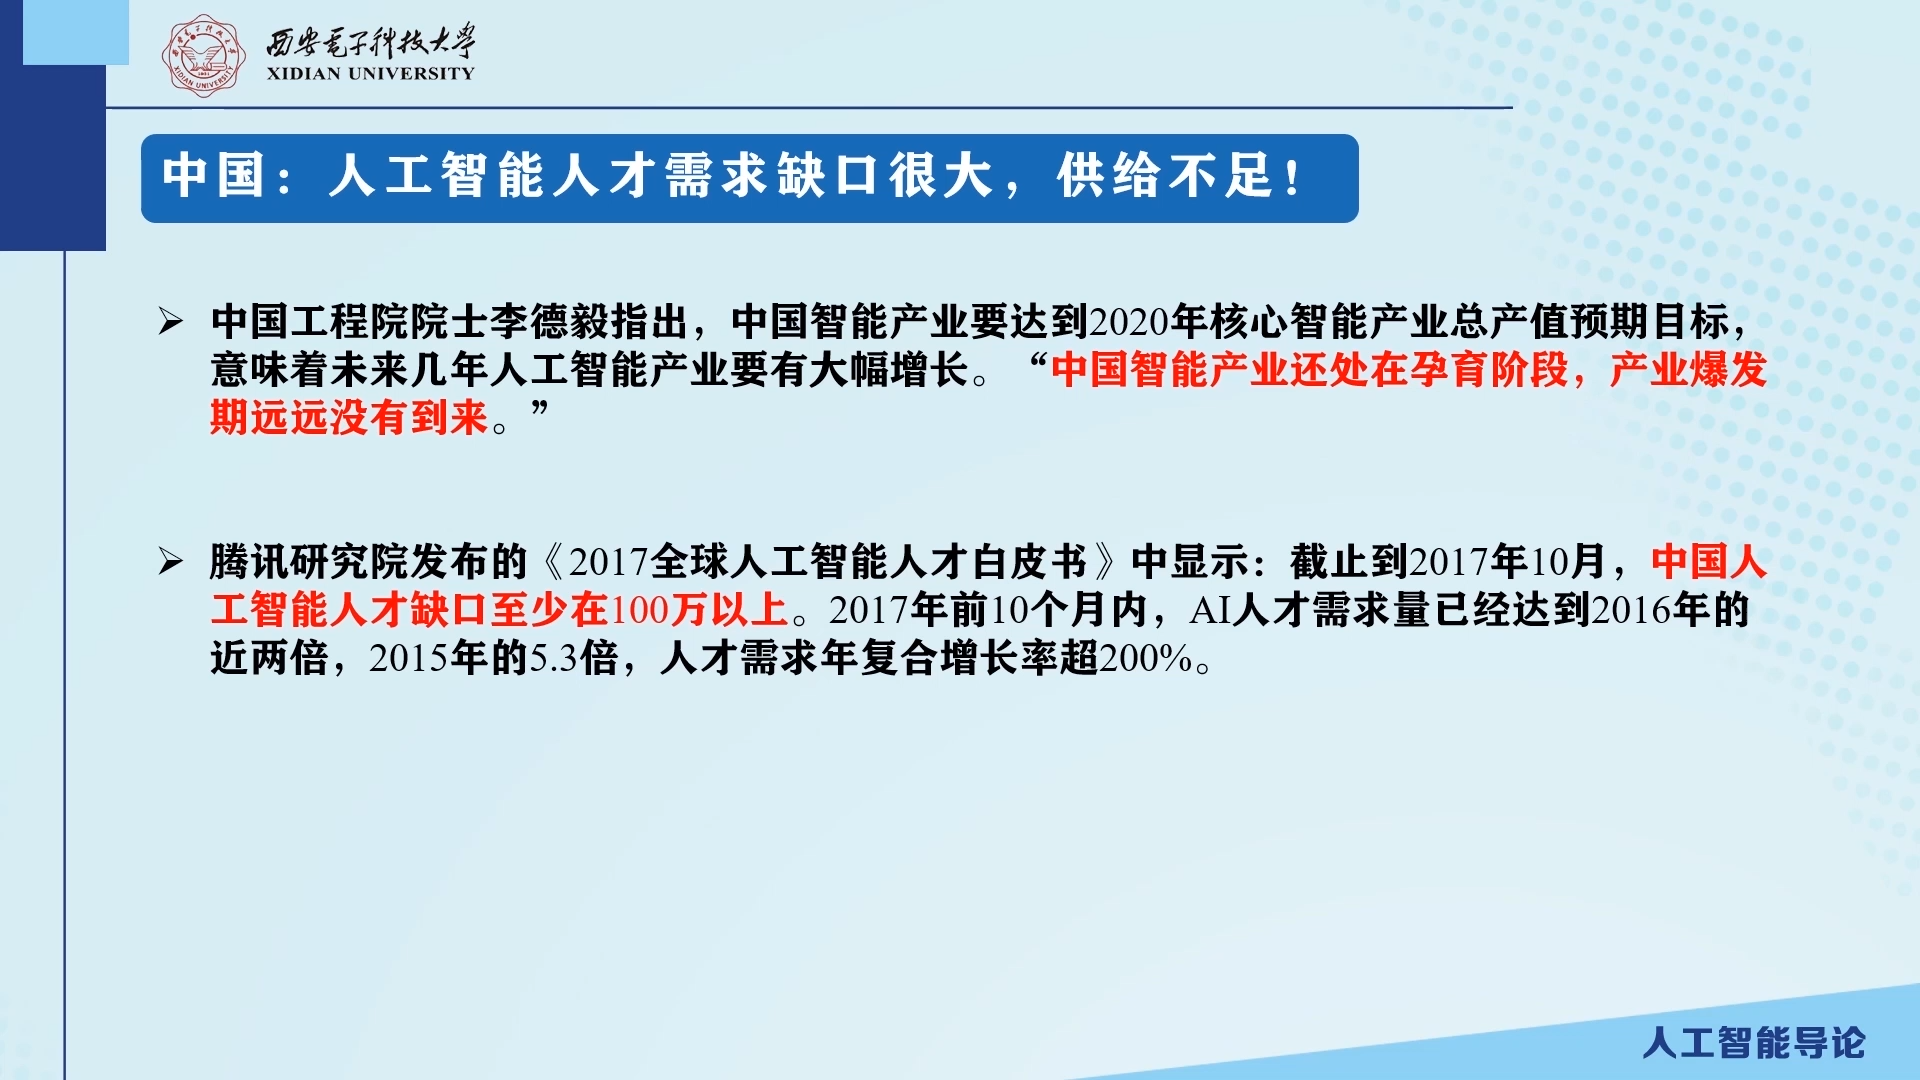 西安电子科技大学
XIDIAN UNIVERSITY
中国：人工智能人才需求缺口很大，供给不足！
中国工程院院士李德毅指出，中国智能产业要达到2020年核心智能产业总产值预期目标，
意味着未来几年人工智能产业要有大幅增长。“中国智能产业还处在孕育阶段，产业爆发
期远远没有到来。”
腾讯研究院发布的《2017全球人工智能人才白皮书》中显示：截止到2017年10月，中国人
工智能人才缺口至少在100万以上。2017年前10个月内，AI人才需求量已经达到2016年的
近两倍，2015年的5.3倍，人才需求年复合增长率超200%。
人工智能导论